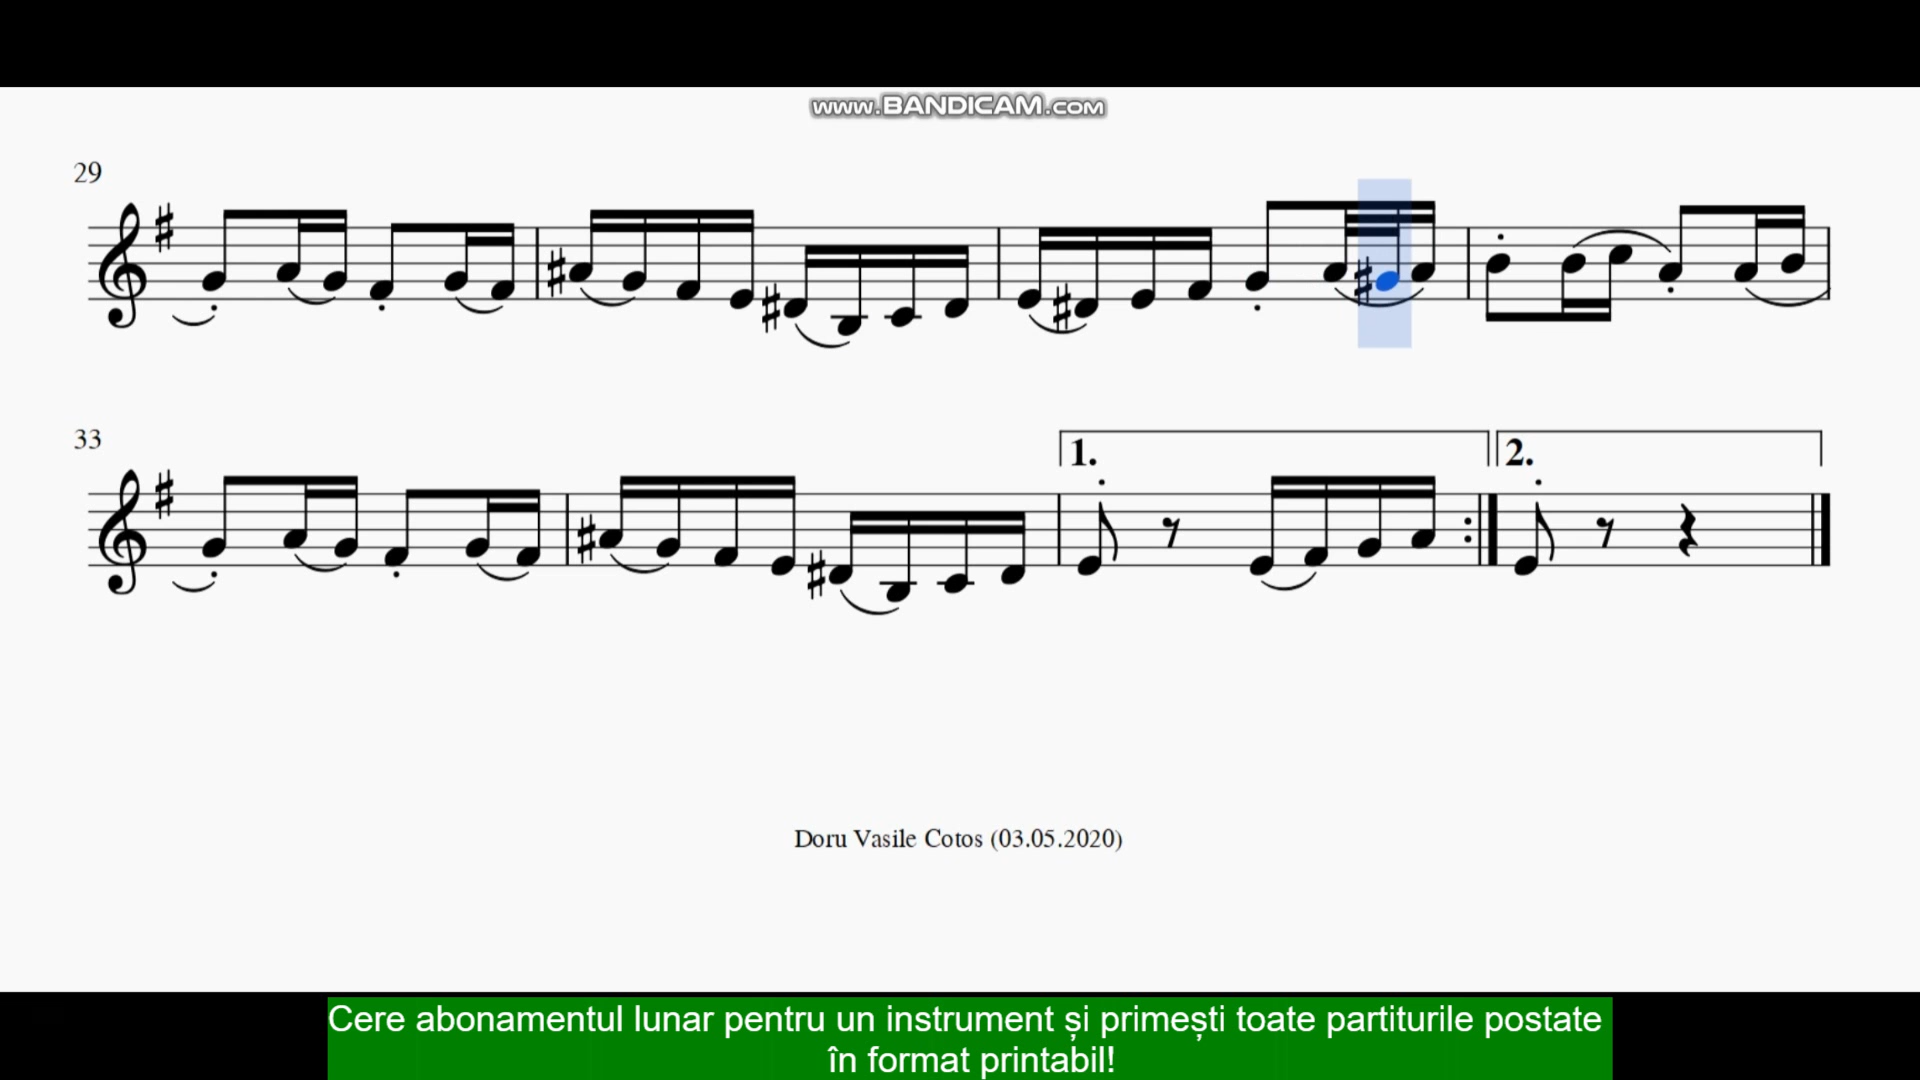 www.BANDICAM.com
29
33
1.
2.
Doru Vasile Cotos (03.05.2020)
Cere abonamentul lunar pentru un instrument și primești toate partiturile postate
în format printabil!